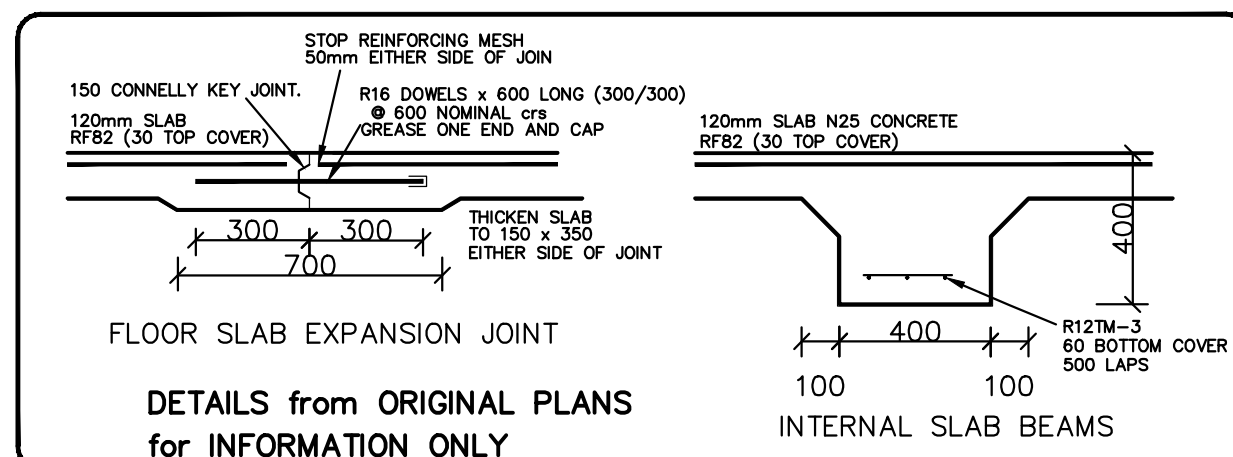 STOP REINFORCING MESH
50mm EITHER SIDE OF JOIN
150 CONNELLY KEY JOINT.
R16 DOWELS x 600 LONG (300/300)
@ 600 NOMINAL crs
GREASE ONE END AND CAP
120mm SLAB
RF82 (30 TOP COVER)
THICKEN SLAB
TO 150 x 350
EITHER SIDE OF JOINT
300
300
700
FLOOR SLAB EXPANSION JOINT
120mm SLAB N25 CONCRETE
RF82 (30 TOP COVER)
400
R12TM-3
60 BOTTOM COVER
500 LAPS
400
100
100
INTERNAL SLAB BEAMS
DETAILS from ORIGINAL PLANS
for INFORMATION ONLY